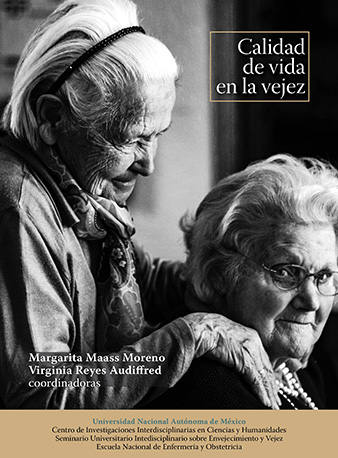 Calidad
de vida
en la vejez
Margarita Maass Moreno
Virginia Reyes Audiffred
coordinadoras
Universidad Nacional Autónoma de México
Centro de Investigaciones Interdisciplinarias en Ciencias y Humanidades
Seminario Universitario Intedisciplinario sobre Envejecimiento y Vejez
Escuela Nacional de Enfermería y Obstetricia